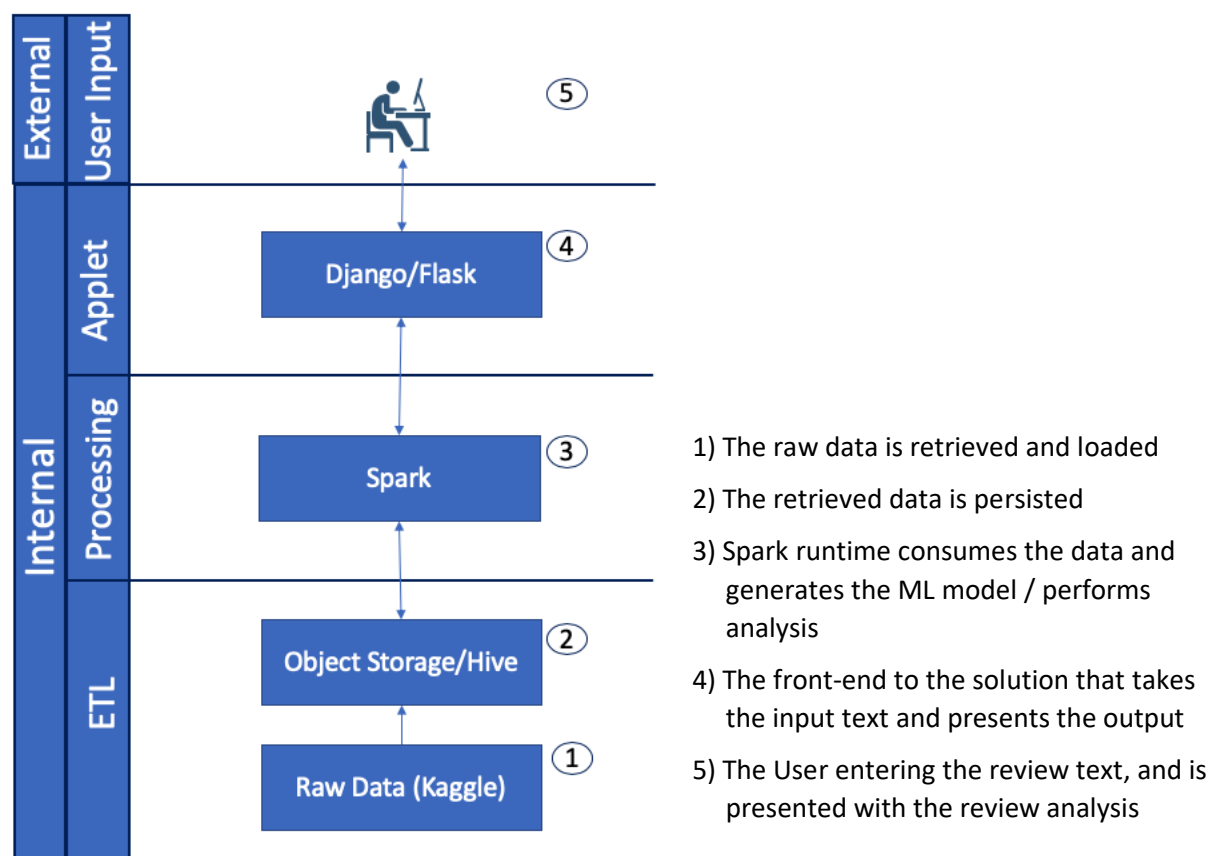 External
User Input
5
Internal
Applet
4
Django/Flask
Processing
3
Spark
ETL
2
Object Storage/Hive
1
Raw Data (Kaggle)
1) The raw data is retrieved and loaded
2) The retrieved data is persisted
3) Spark runtime consumes the data and
generates the ML model / performs
analysis
4) The front-end to the solution that takes
the input text and presents the output
5) The User entering the review text, and is
presented with the review analysis